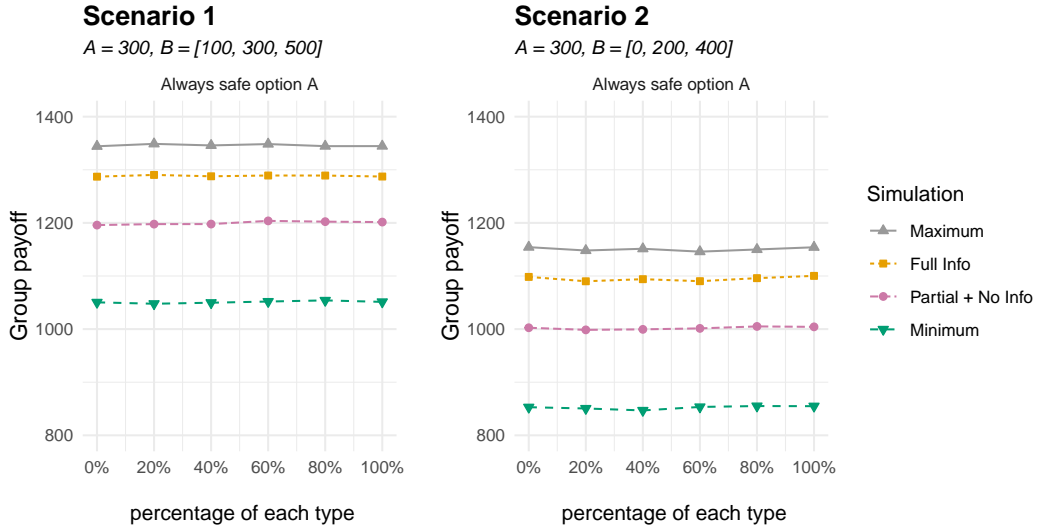 Scenario 1
A = 300, B = [100, 300, 500]
Always safe option A
Group payoff
1400
1200
1000
800
0% 20% 40% 60% 80% 100%
percentage of each type
Scenario 2
A = 300, B = [0, 200, 400]
Always safe option A
Group payoff
1400
1200
1000
800
0% 20% 40% 60% 80% 100%
percentage of each type
Simulation
Maximum
Full Info
Partial + No Info
Minimum